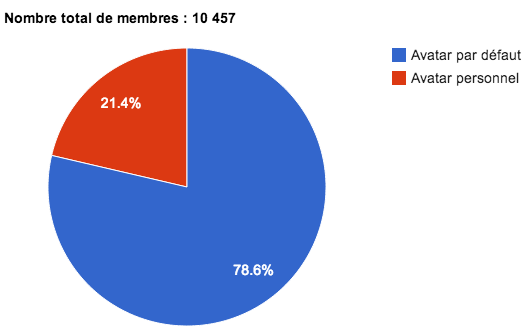 Nombre total de membres : 10 457
Avatar par défaut
Avatar personnel
21.4%
78.6%